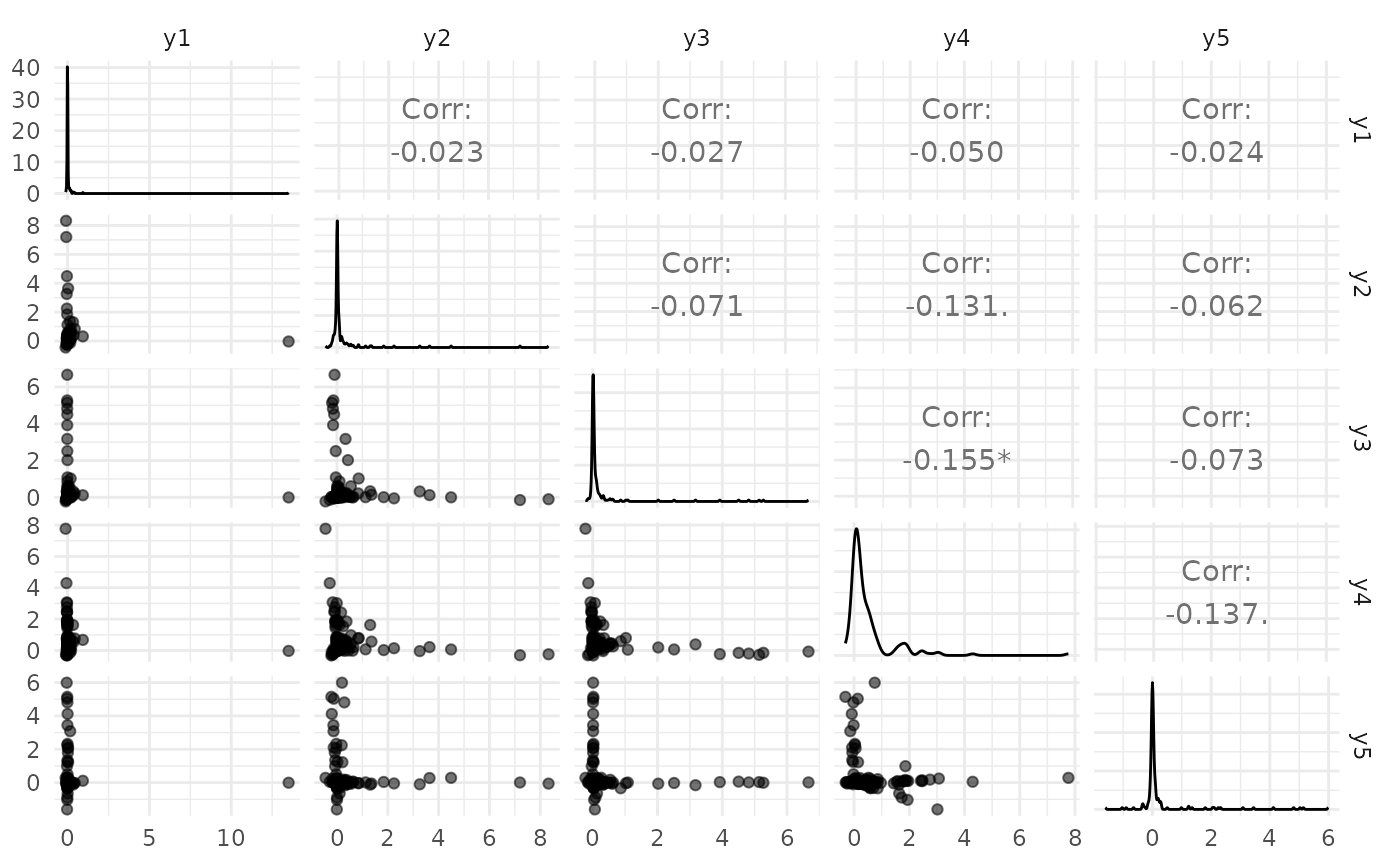 y1 y2 y3 y4 y5
40
30
20
10
0
Corr:
-0.023
Corr:
-0.027
Corr:
-0.050
Corr:
-0.024
y1
8
6
4
2
0
Corr:
-0.071
Corr:
-0.131.
Corr:
-0.062
y2
6
4
2
0
Corr:
-0.155*
Corr:
-0.073
y3
8
6
4
2
0
Corr:
-0.137.
y4
6
4
2
0
y5
0 5 10 0 2 4 6 8 0 2 4 6 0 2 4 6 8 0 2 4 6